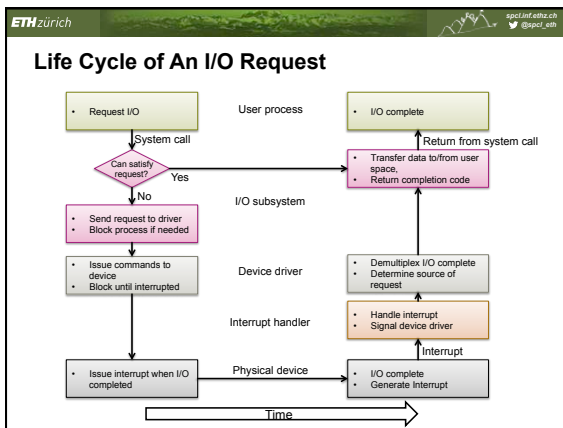 ETHzürich
spcl.inf.ethz.ch
@spcl_eth
Life Cycle of An I/O Request
• Request I/O
User process
• I/O complete
System call
Return from system call
Can satisfy
request?
Yes
• Transfer data to/from user
space,
• Return completion code
No
I/O subsystem
• Send request to driver
• Block process if needed
• Issue commands to
device
• Block until interrupted
Device driver
• Demultiplex I/O complete
• Determine source of
request
Interrupt handler
• Handle interrupt
• Signal device driver
Interrupt
• Issue interrupt when I/O
completed
Physical device
• I/O complete
• Generate Interrupt
Time